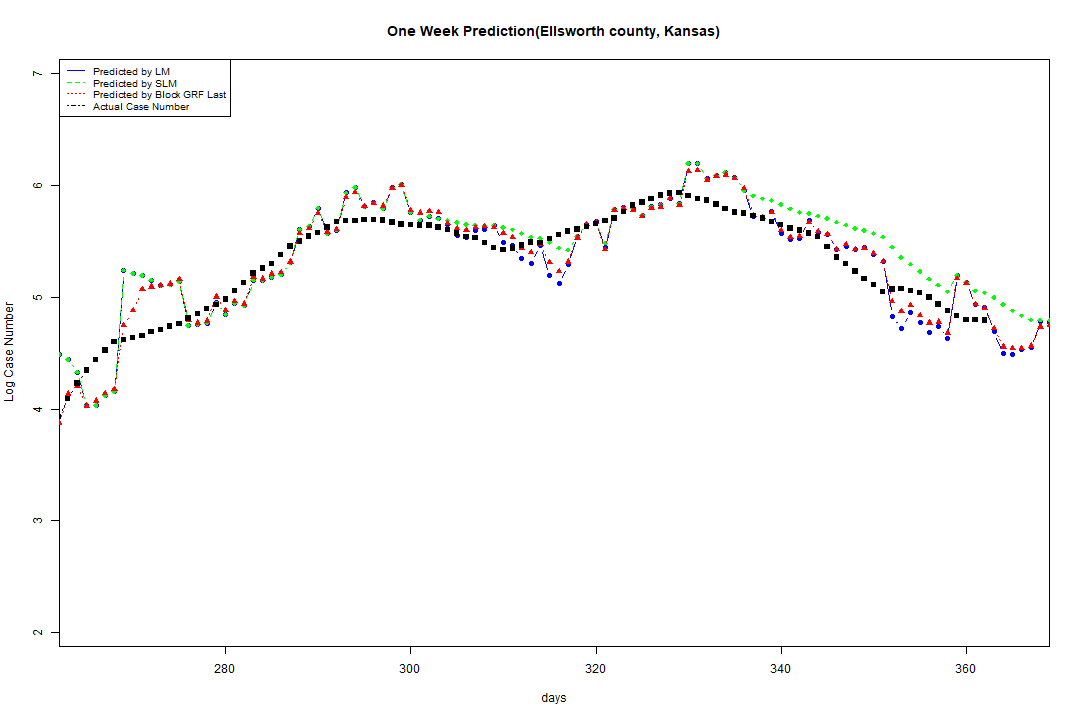 One Week Prediction(Ellsworth county, Kansas)
Predicted by LM
Predicted by SLM
Predicted by Block GRF Last
Actual Case Number
7
6
5
4
3
2
Log Case Number
280 300 320 340 360
days